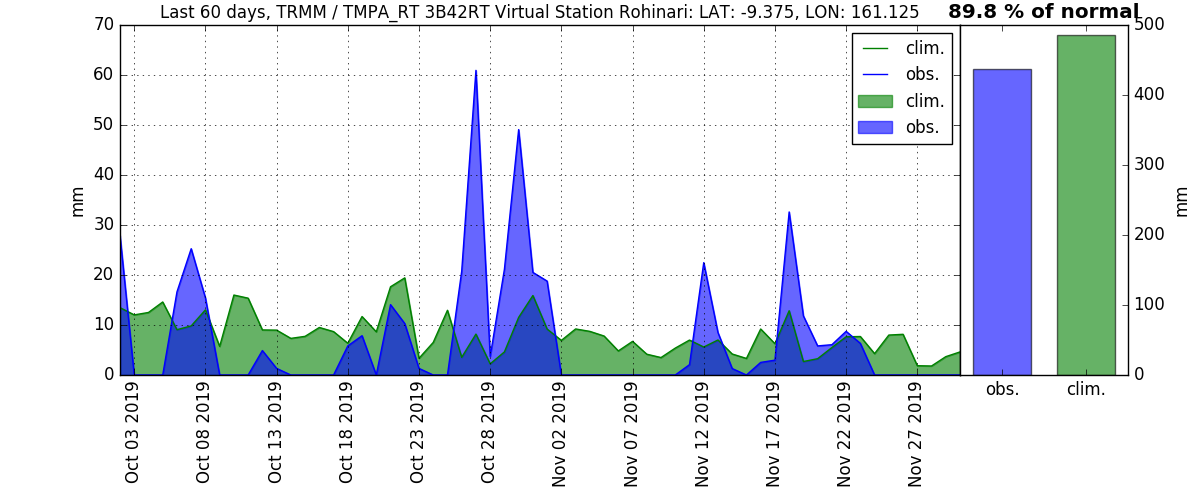 Last 60 days, TRMM / TMPA_RT 3B42RT Virtual Station Rohinari: LAT: -9.375, LON: 161.125
89.8 % of normal
70
60
50
40
30
20
10
0
mm
clim.
obs.
clim.
obs.
500
400
300
200
100
0
mm
obs.
clim.
Oct 03 2019
Oct 08 2019
Oct 13 2019
Oct 18 2019
Oct 23 2019
Oct 28 2019
Nov 02 2019
Nov 07 2019
Nov 12 2019
Nov 17 2019
Nov 22 2019
Nov 27 2019